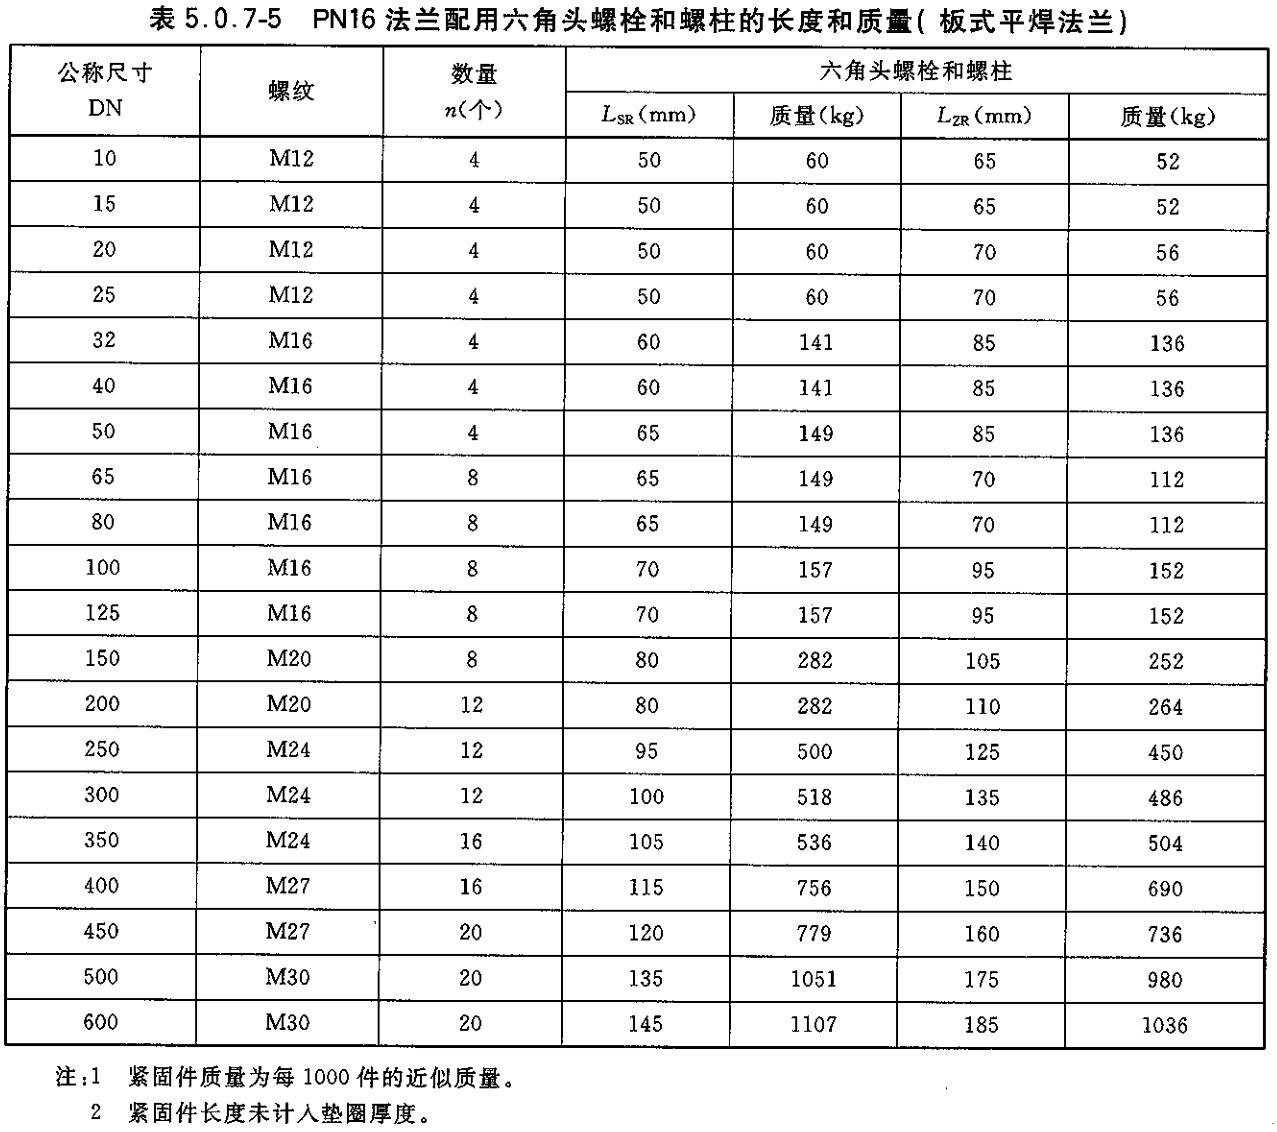 表 5.0.7-5 PN16 法兰配用六角头螺栓和螺柱的长度和质量( 板式平焊法兰)
公称尺寸 DN 螺纹 数量 n(个) 六角头螺栓和螺柱
LSR(mm) 质量(kg) LZR(mm) 质量(kg)
10 M12 4 50 60 65 52
15 M12 4 50 60 65 52
20 M12 4 50 60 70 56
25 M12 4 50 60 70 56
32 M16 4 60 141 85 136
40 M16 4 60 141 85 136
50 M16 4 65 149 85 136
65 M16 8 65 149 70 112
80 M16 8 65 149 70 112
100 M16 8 70 157 95 152
125 M16 8 70 157 95 152
150 M20 8 80 282 105 252
200 M20 12 80 282 110 264
250 M24 12 95 500 125 450
300 M24 12 100 518 135 486
350 M24 16 105 536 140 504
400 M27 16 115 756 150 690
450 M27 20 120 779 160 736
500 M30 20 135 1051 175 980
600 M30 20 145 1107 185 1036
注:1 紧固件质量为每 1000 件的近似质量。
2 紧固件长度未计入垫圈厚度。